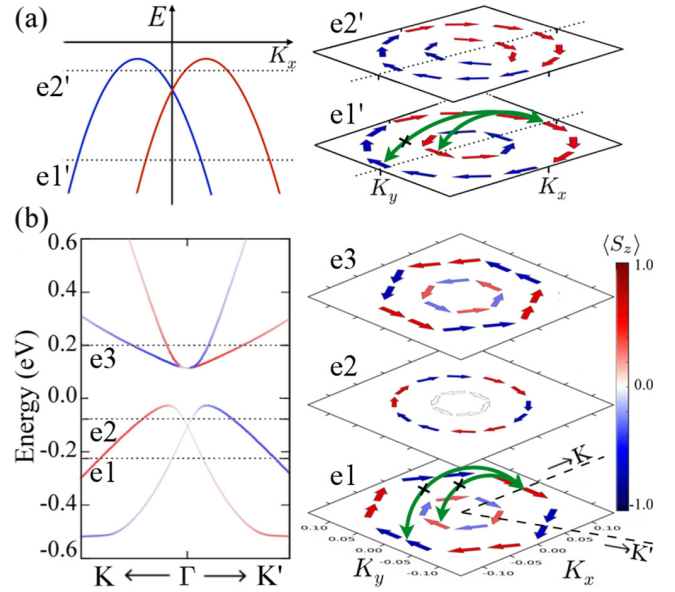 (a)
E
K_x
e2'
e1'
e2'
e1'
K_y
K_x
(b)
Energy (eV)
0.6
0.4
0.2
0.0
-0.2
-0.4
-0.6
e3
e2
e1
K ← Γ → K'
e3
e2
e1
⟨S_z⟩
1.0
0.0
-1.0
→K
→K'
0.10
0.05
0.00
-0.05
-0.10
K_y
0.10
0.05
0.00
-0.05
-0.10
K_x